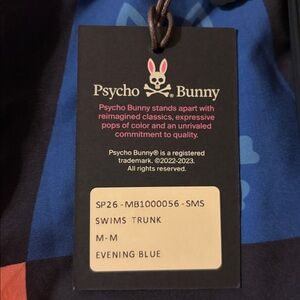 Psycho Bunny
Psycho Bunny stands apart with
reimagined classics, expressive
pops of color and an unrivaled
commitment to quality.
Psycho Bunny® is a registered
trademark. ©2022-2023.
All rights reserved.
SP26-MB1000056-SMS
SWIMS TRUNK
M-M
EVENING BLUE